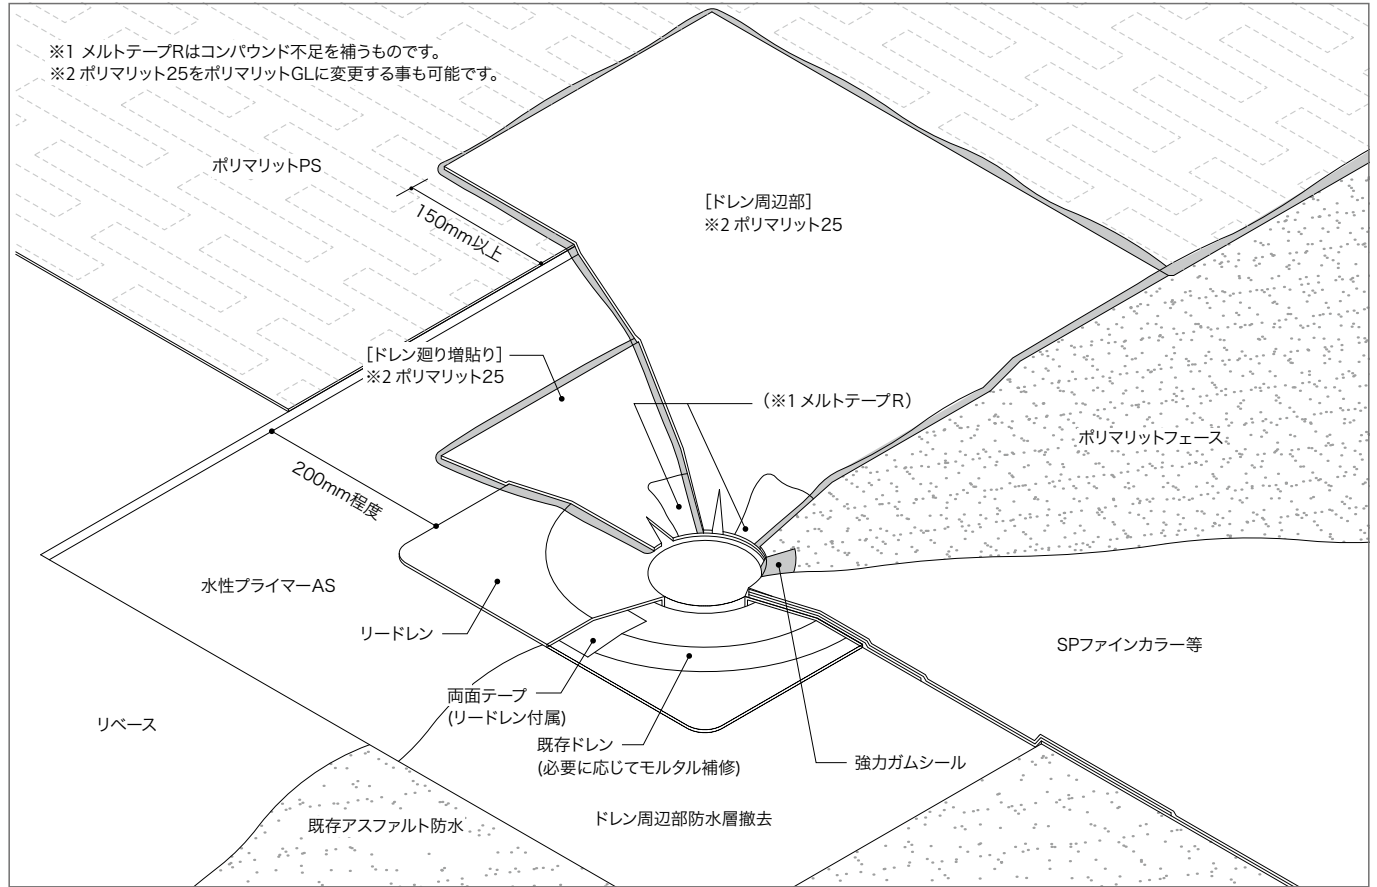 ※1 メルトテープRはコンパウンド不足を補うものです。
※2 ポリマリット25をポリマリットGLに変更する事も可能です。
ポリマリットPS
150mm以上
[ドレン周辺部]
※2 ポリマリット25
[ドレン廻り増貼り]
※2 ポリマリット25
(※1 メルトテープR)
ポリマリットフェース
200mm程度
水性プライマーAS
リードレン
SPファインカラー等
両面テープ
(リードレン付属)
リベース
既存ドレン
(必要に応じてモルタル補修)
強力ガムシール
既存アスファルト防水
ドレン周辺部防水層撤去